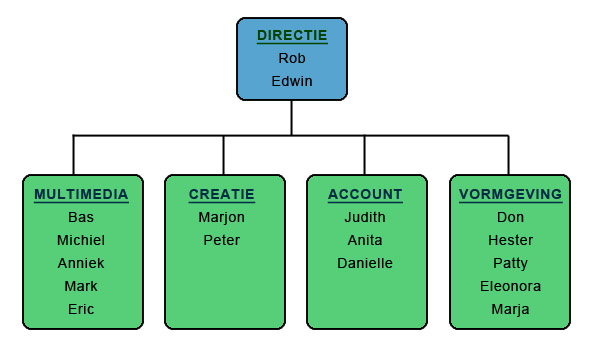 DIRECTIE
Rob
Edwin
MULTIMEDIA
Bas
Michiel
Anniek
Mark
Eric
CREATIE
Marjon
Peter
ACCOUNT
Judith
Anita
Danielle
VORMGEVING
Don
Hester
Patty
Eleonora
Marja